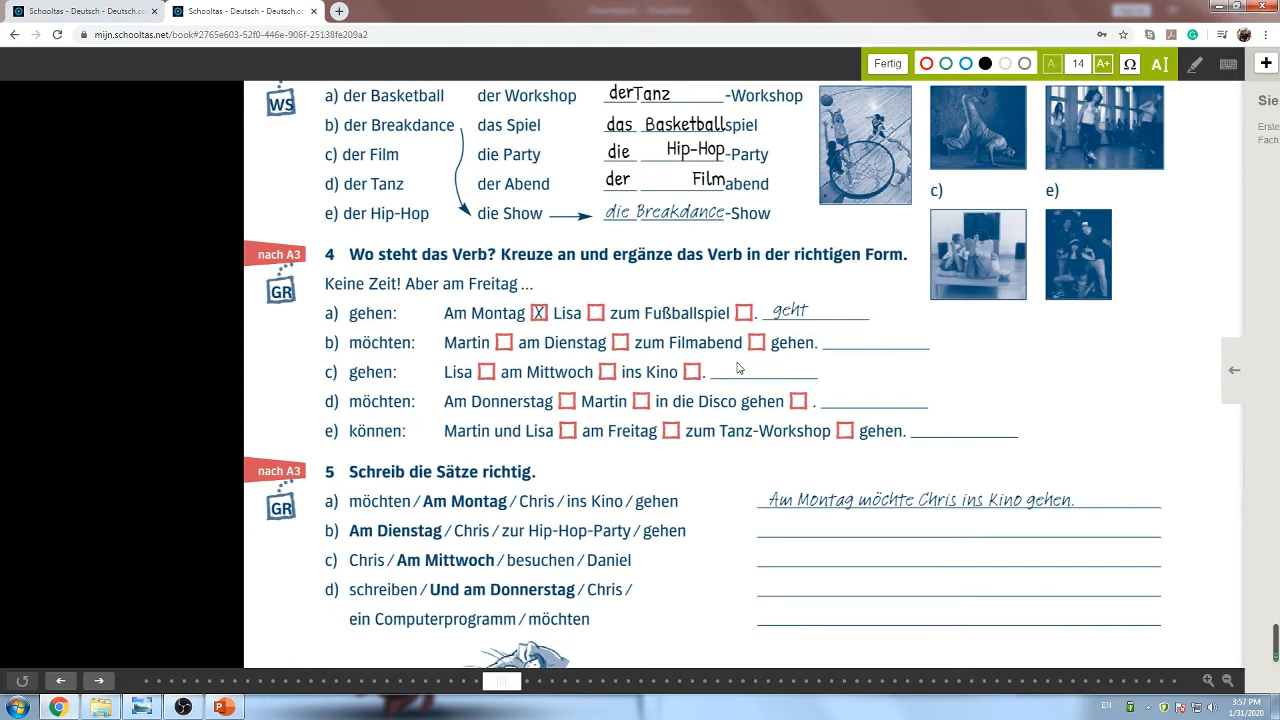 Schooltas - Deutsch - Deutsch.com
Schooltas - Deutsch - Deutsch.com
mijn.schooltas.net/book#2765e603-52f0-446e-906f-25138fe209a2
Fertig
A-
14
A+
Ω
A
Sie
Erste
Fach
WS
a) der Basketball der Workshop derTanz-Workshop
b) der Breakdance das Spiel das Basketballspiel
c) der Film die Party die Hip-Hop-Party
d) der Tanz der Abend der Filmabend
e) der Hip-Hop die Show die Breakdance-Show
c) e)
nach A3
GR
4 Wo steht das Verb? Kreuze an und ergänze das Verb in der richtigen Form.
Keine Zeit! Aber am Freitag ...
a) gehen: Am Montag X Lisa zum Fußballspiel . geht
b) möchten: Martin am Dienstag zum Filmabend gehen.
c) gehen: Lisa am Mittwoch ins Kino .
d) möchten: Am Donnerstag Martin in die Disco gehen .
e) können: Martin und Lisa am Freitag zum Tanz-Workshop gehen.
nach A3
GR
5 Schreib die Sätze richtig.
a) möchten / Am Montag / Chris / ins Kino / gehen Am Montag möchte Chris ins Kino gehen.
b) Am Dienstag / Chris / zur Hip-Hop-Party / gehen
c) Chris / Am Mittwoch / besuchen / Daniel
d) schreiben / Und am Donnerstag / Chris /
ein Computerprogramm / möchten
EN
3:57 PM
1/31/2020